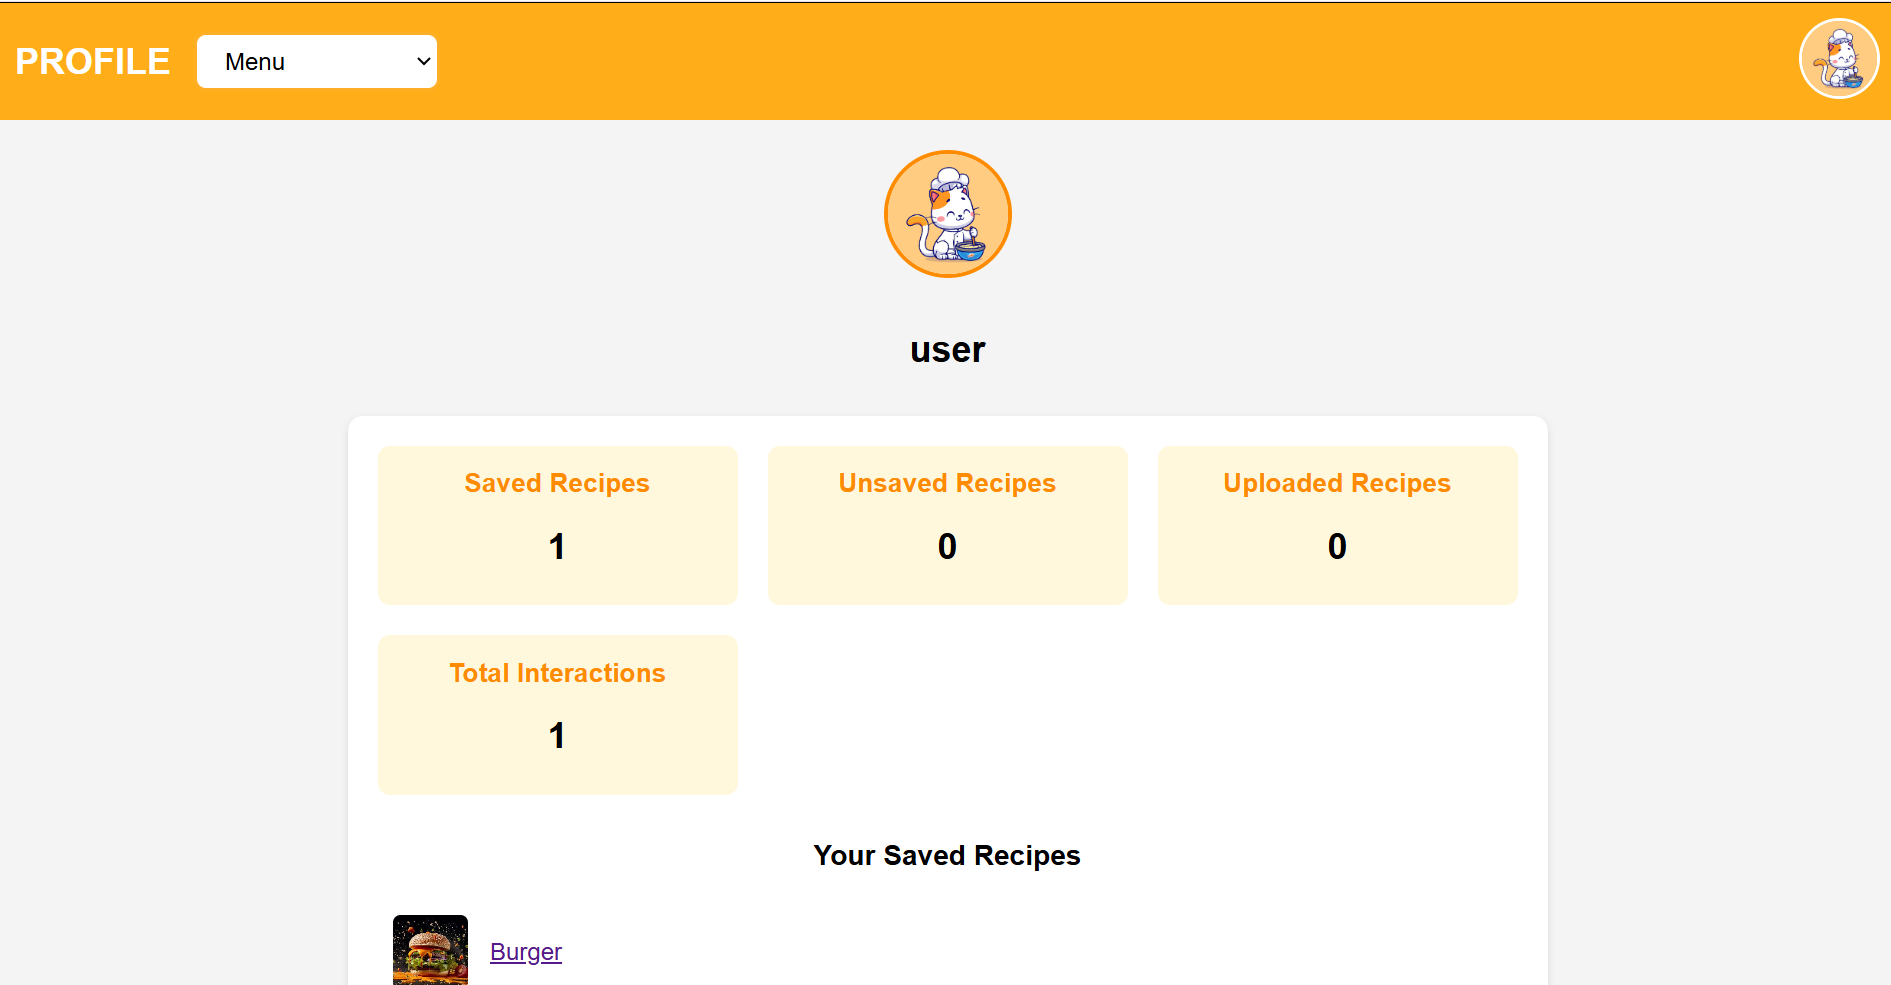 PROFILE
Menu
user
Saved Recipes
1
Unsaved Recipes
0
Uploaded Recipes
0
Total Interactions
1
Your Saved Recipes
Burger